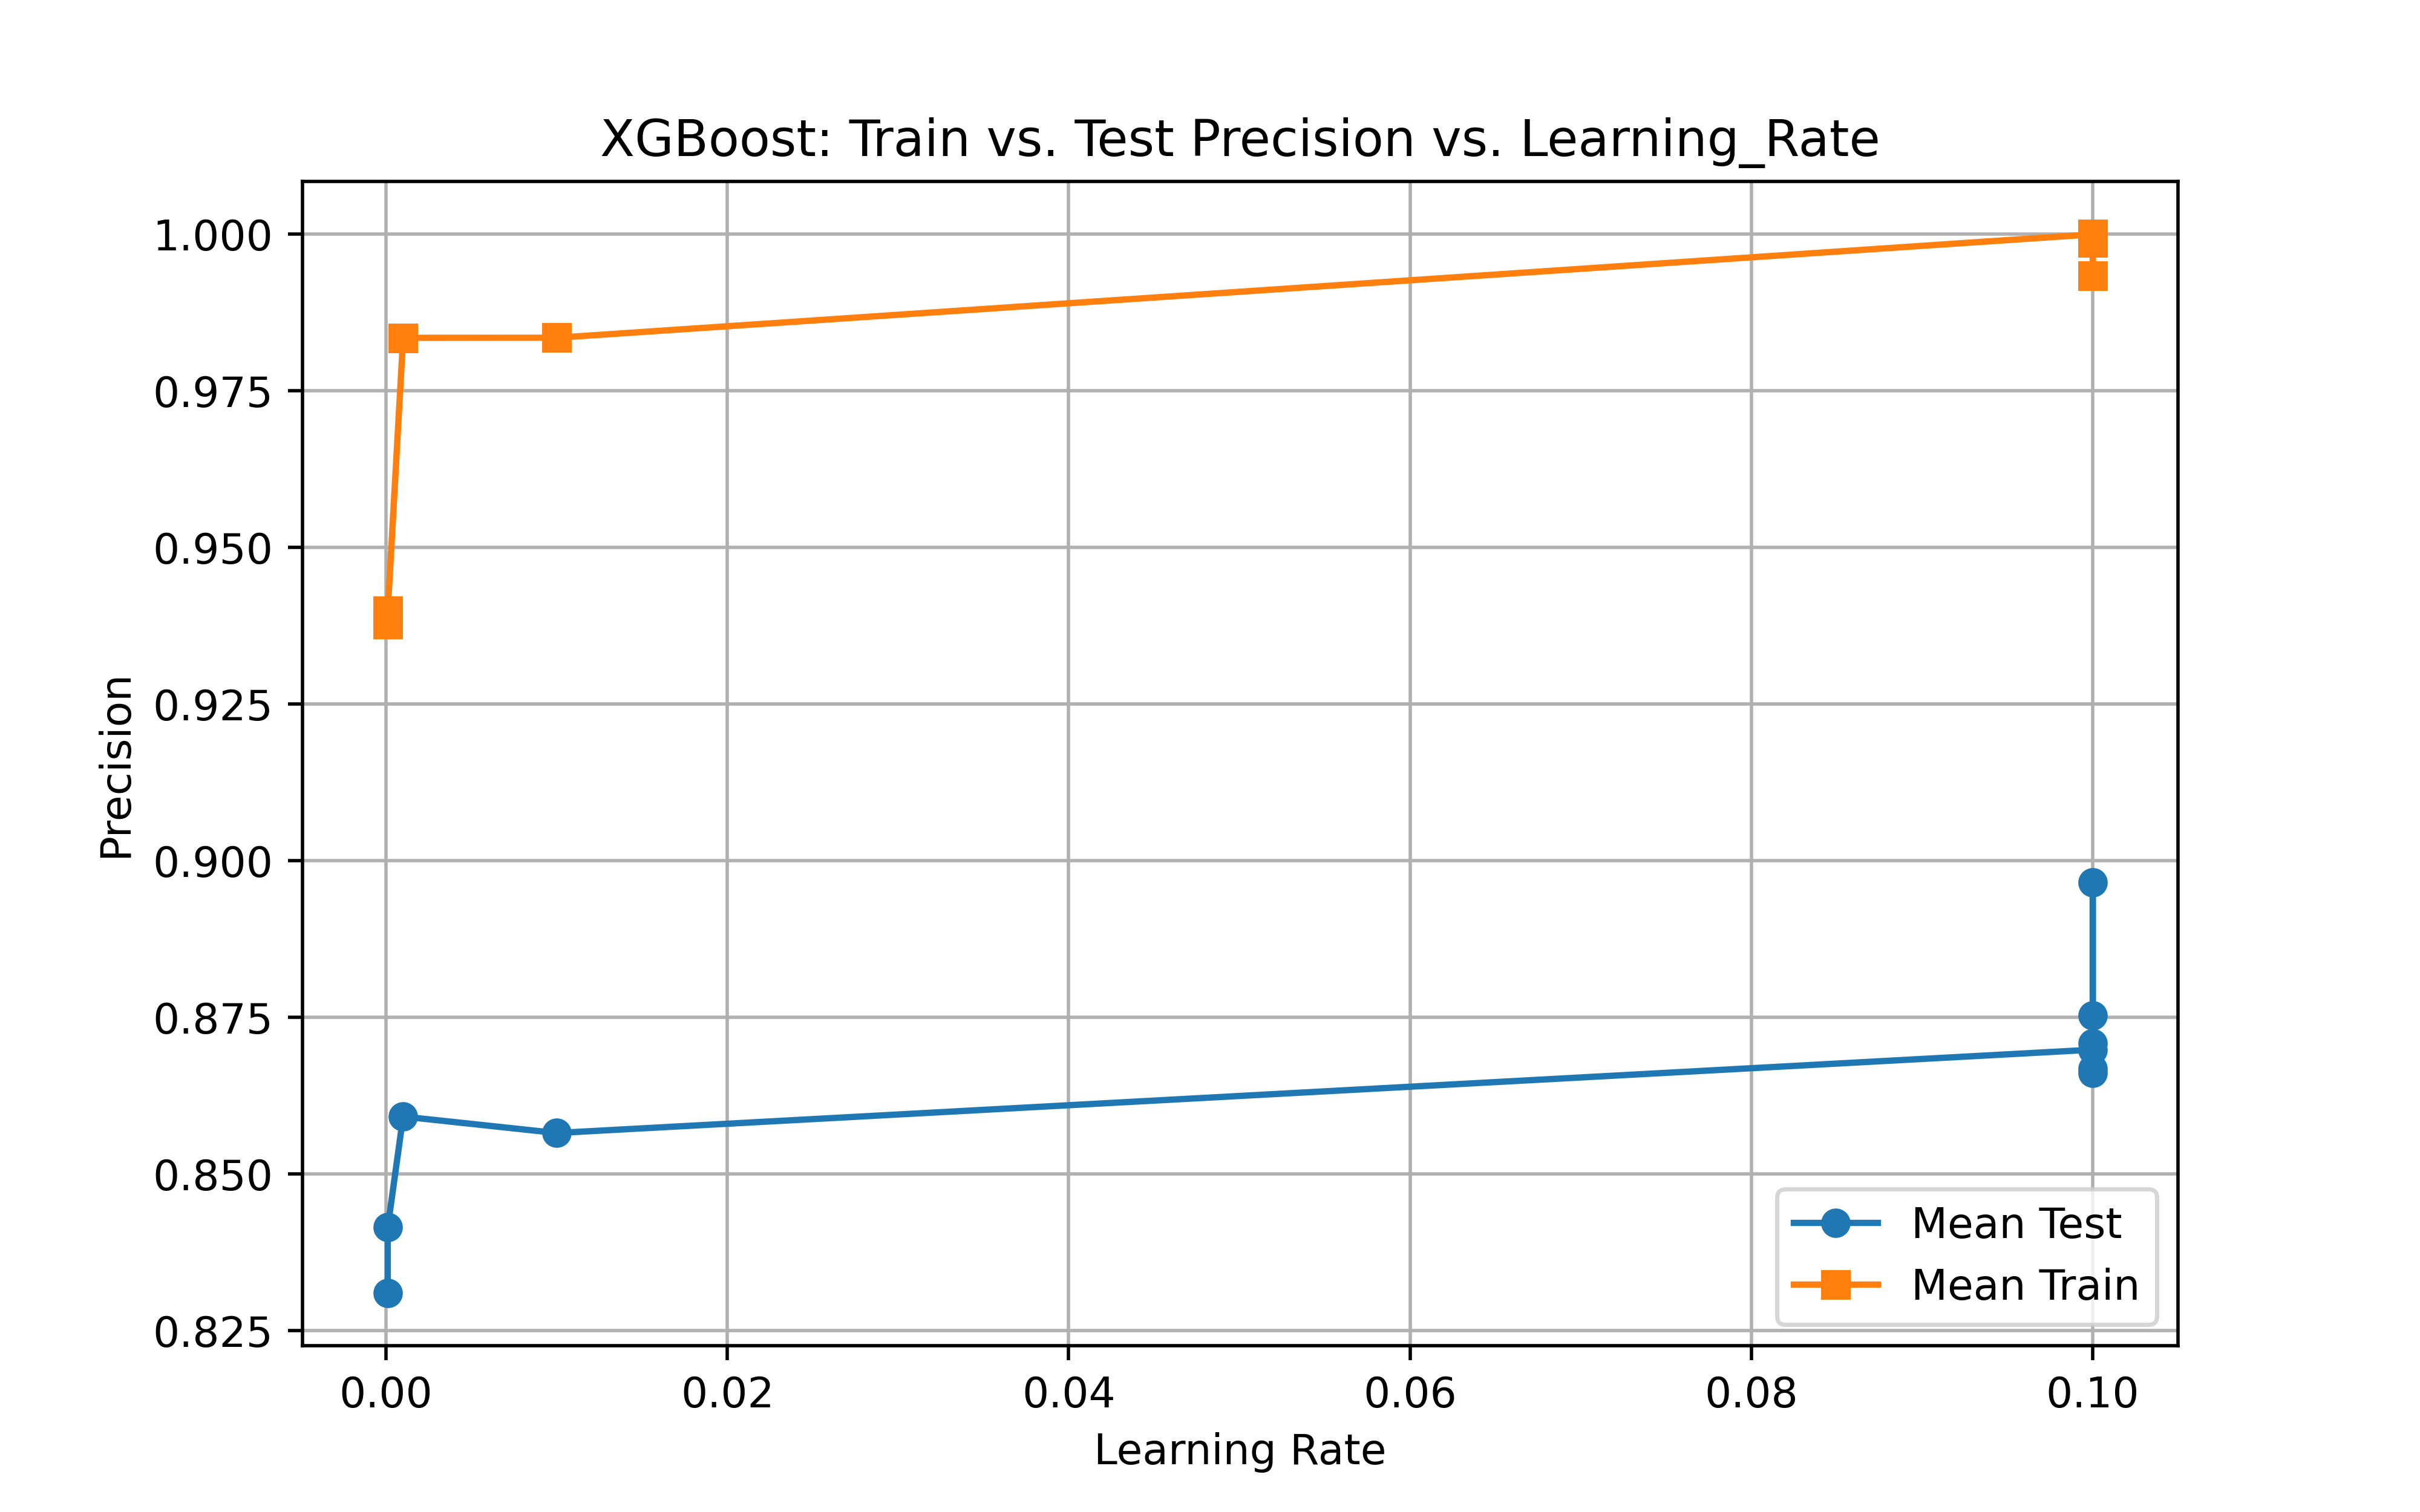 XGBoost: Train vs. Test Precision vs. Learning_Rate
1.000
0.975
0.950
0.925
0.900
0.875
0.850
0.825
Precision
Mean Test
Mean Train
0.00 0.02 0.04 0.06 0.08 0.10
Learning Rate